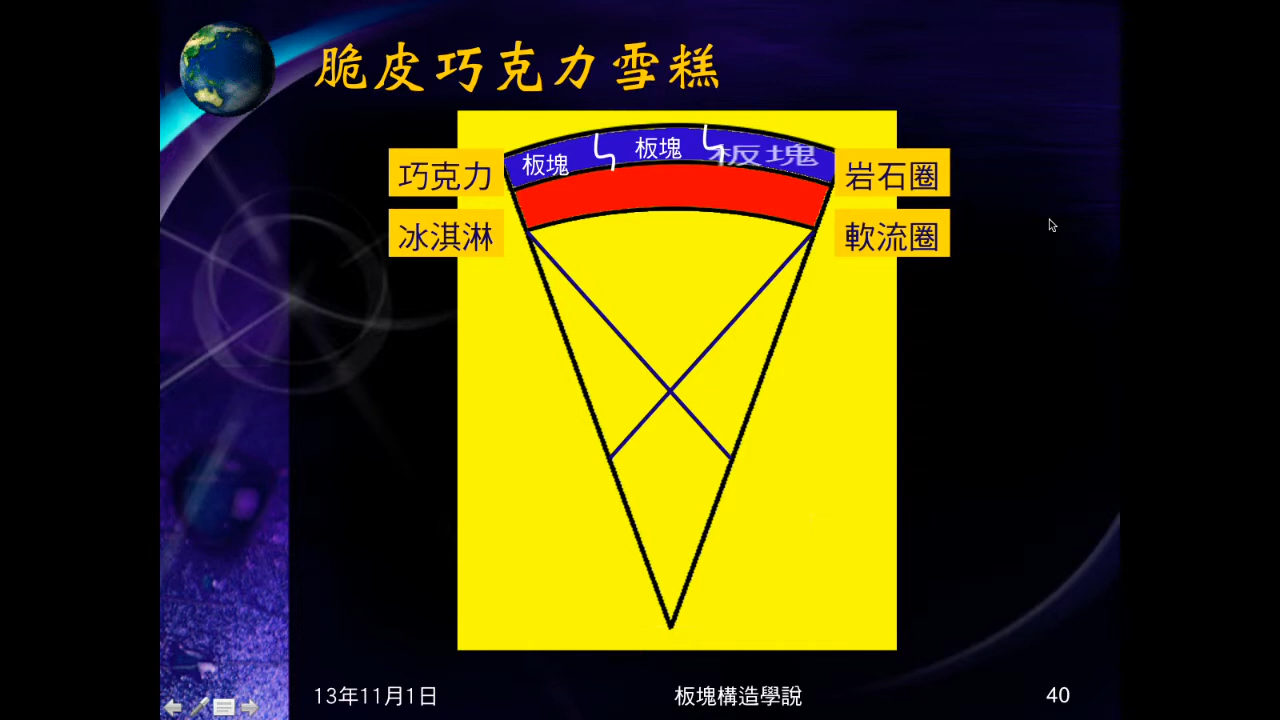 脆皮巧克力雪糕
板塊
板塊
板塊
巧克力
岩石圈
冰淇淋
軟流圈
13年11月1日
板塊構造學說
40